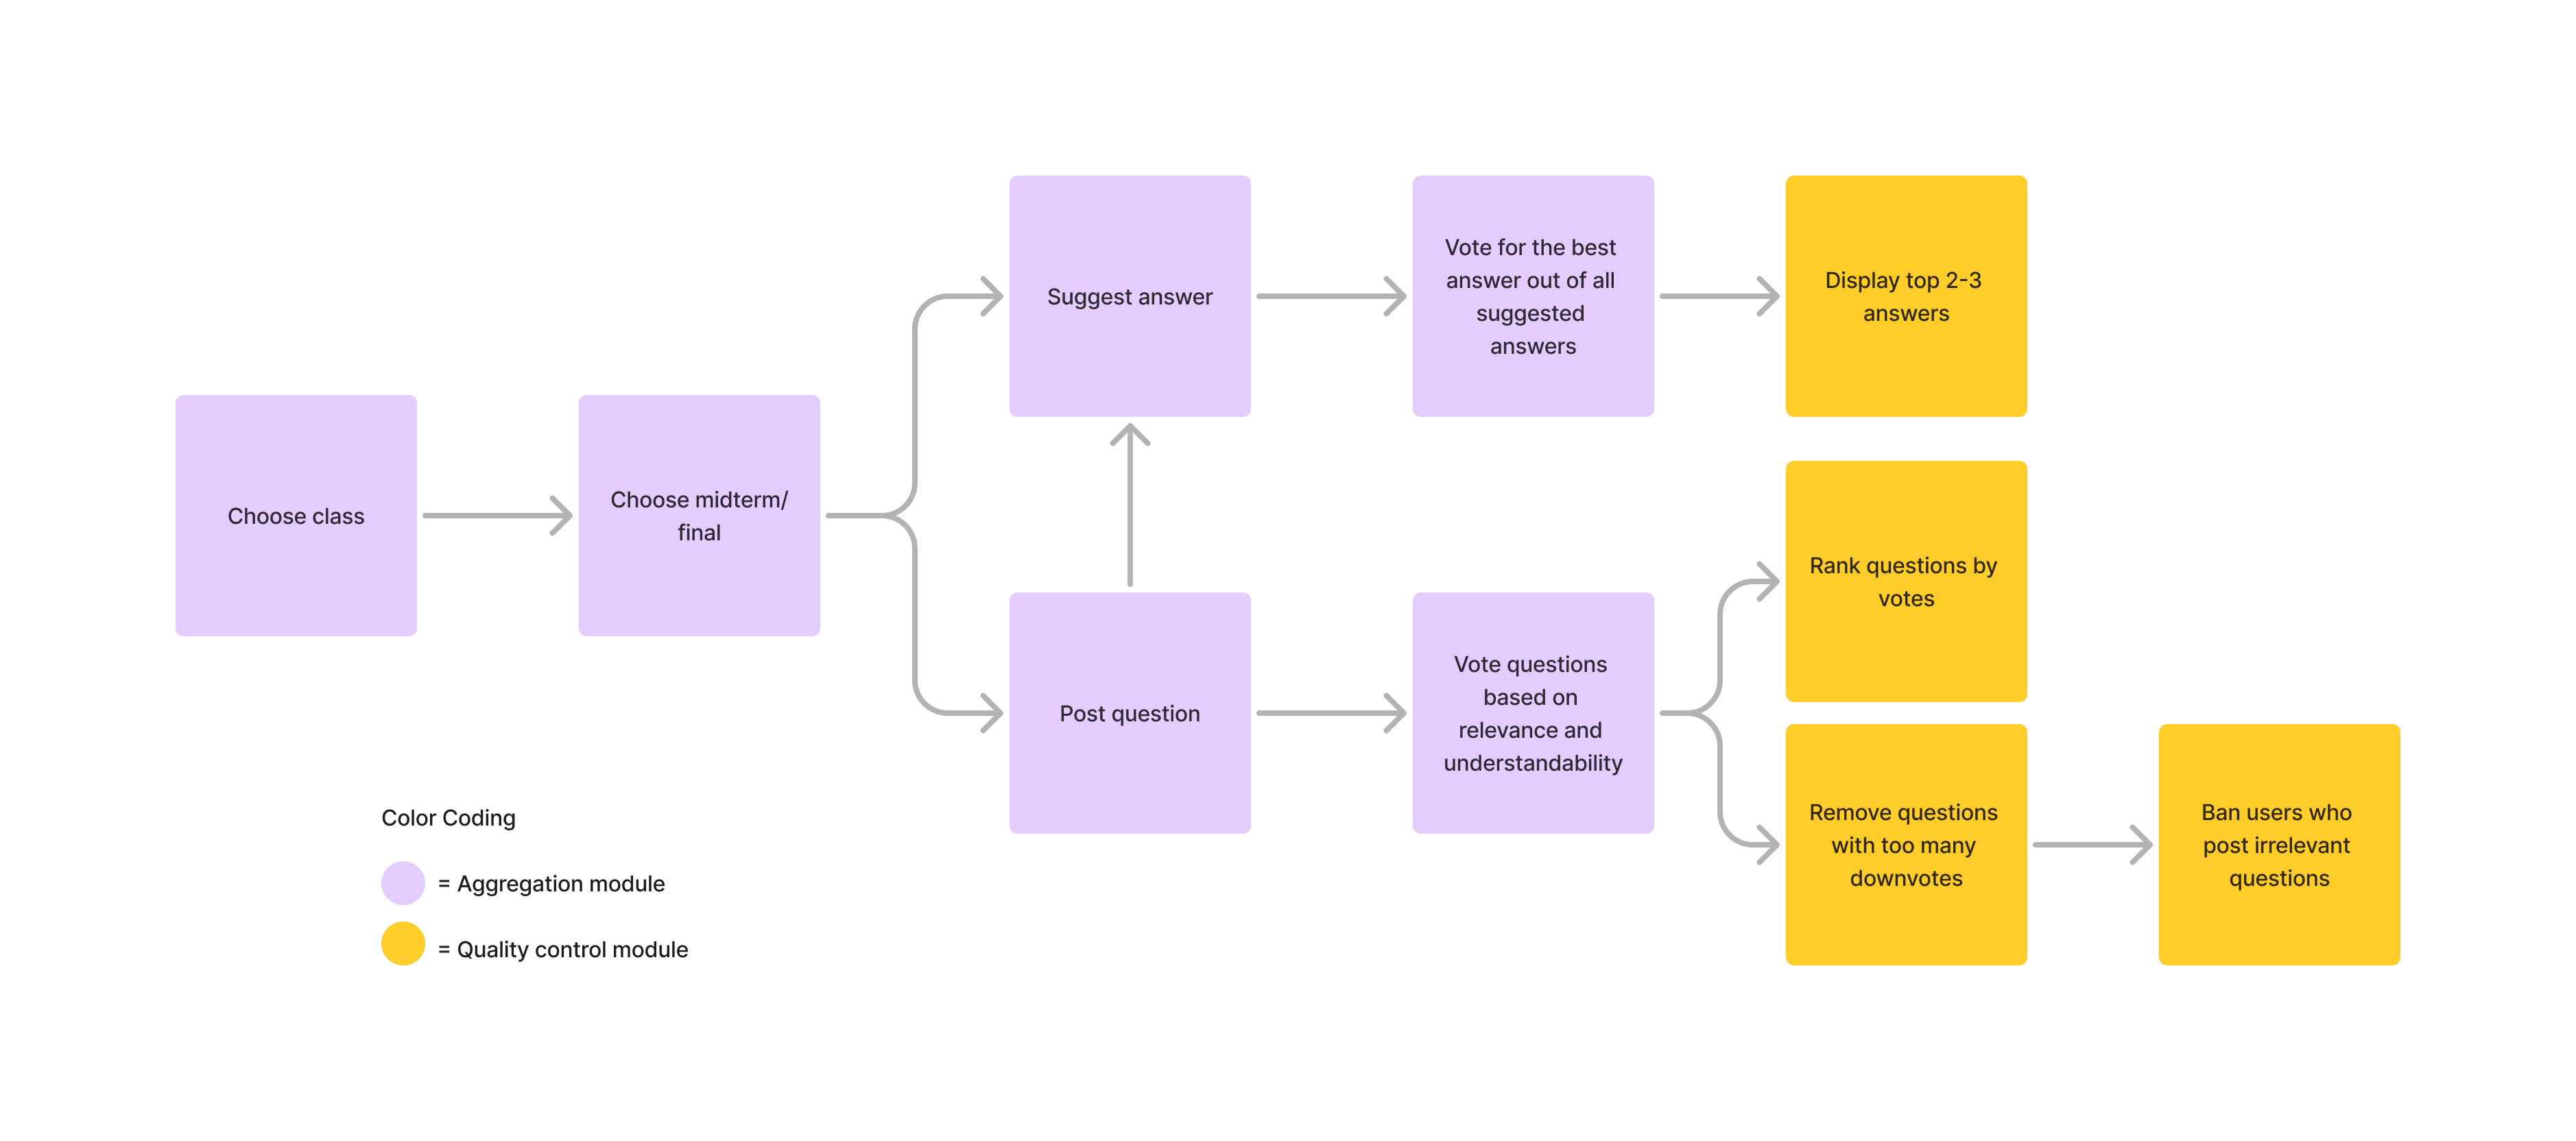 Choose class
Choose midterm/
final
Suggest answer
Vote for the best
answer out of all
suggested
answers
Display top 2-3
answers
Post question
Vote questions
based on
relevance and
understandability
Rank questions by
votes
Remove questions
with too many
downvotes
Ban users who
post irrelevant
questions
Color Coding
= Aggregation module
= Quality control module